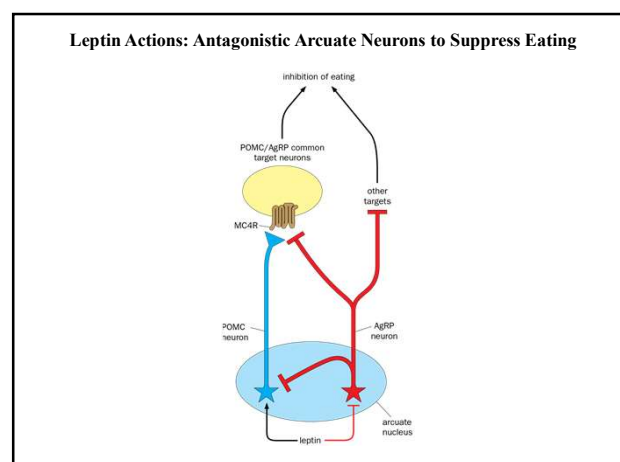 Leptin Actions: Antagonistic Arcuate Neurons to Suppress Eating
inhibition of eating
POMC/AgRP common
target neurons
other
targets
MC4R
POMC
neuron
AgRP
neuron
arcuate
nucleus
leptin